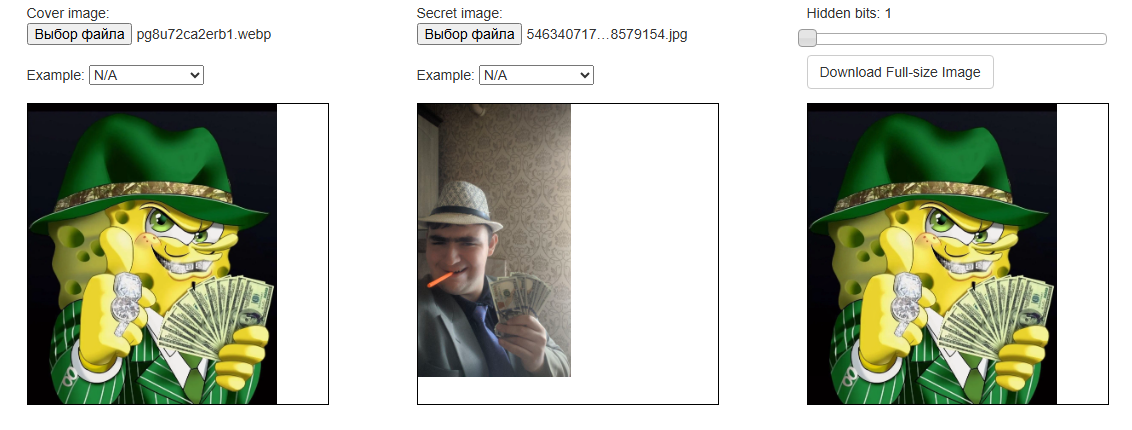 Cover image:
Выбор файла pg8u72ca2erb1.webp
Example: N/A
Secret image:
Выбор файла 546340717…8579154.jpg
Example: N/A
Hidden bits: 1
Download Full-size Image